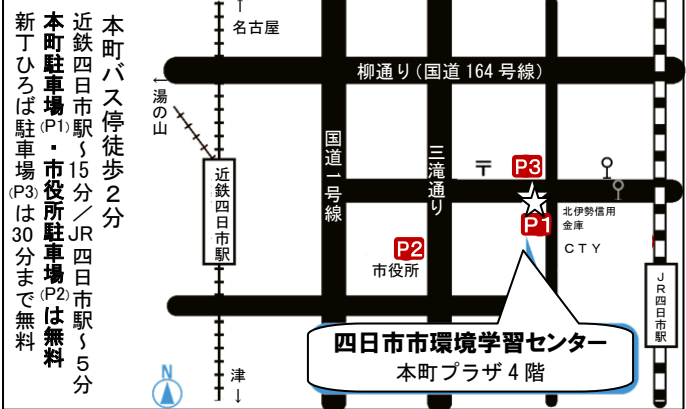 本町バス停徒歩２分
近鉄四日市駅～15分／JR四日市駅～５分
本町駐車場(P1)・市役所駐車場(P2)は無料
新丁ひろば駐車場(P3)は30分まで無料
↑
名古屋
柳通り(国道164号線)
←湯の山
国道一号線
三滝通り
〒
P3
近鉄四日市駅
P1
北伊勢信用
金庫
CTY
P2
市役所
JR四日市駅
四日市市環境学習センター
本町プラザ４階
N
津
↓